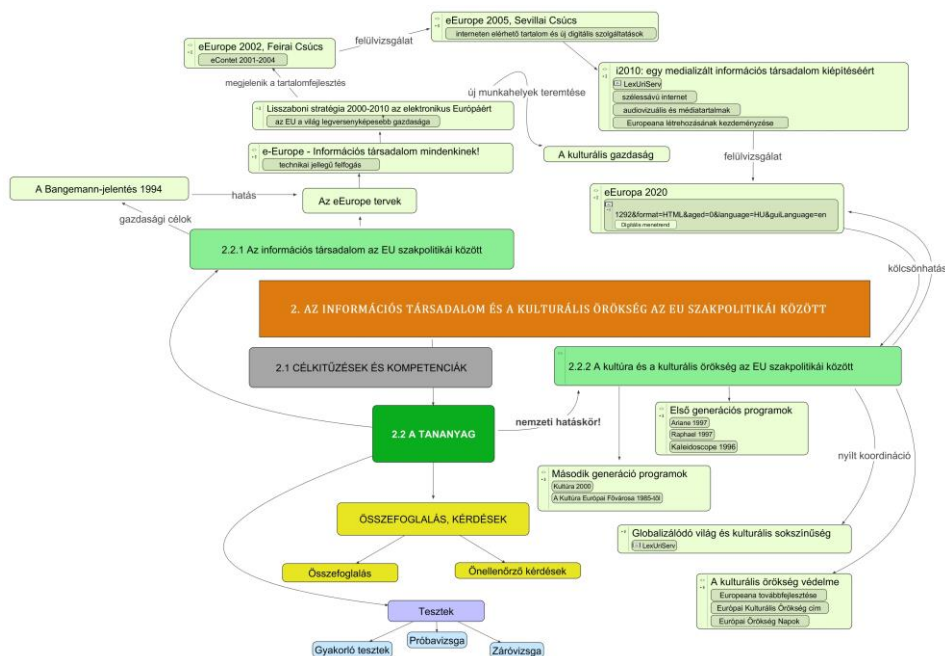 eEurope 2005, Sevillai Csúcs
interneten elérhető tartalom és új digitális szolgáltatások
felülvizsgálat
eEurope 2002, Feirai Csúcs
eContet 2001-2004
megjelenik a tartalomfejlesztés
i2010: egy medializált információs társadalom kiépítéséért
LexUriServ
szélessávú internet
audiovizuális és médiatartalmak
Europeana létrehozásának kezdeményzése
új munkahelyek teremtése
Lisszaboni stratégia 2000-2010 az elektronikus Európáért
az EU a világ legversenyképesebb gazdasága
e-Europe - Információs társadalom mindenkinek!
technikai jellegű felfogás
A kulturális gazdaság
felülvizsgálat
A Bangemann-jelentés 1994
hatás
Az eEurope tervek
gazdasági célok
eEuropa 2020
1292&format=HTML&aged=0&language=HU&guiLanguage=en
Digitális menetrend
2.2.1 Az információs társadalom az EU szakpolitikái között
kölcsönhatás
2. AZ INFORMÁCIÓS TÁRSADALOM ÉS A KULTURÁLIS ÖRÖKSÉG AZ EU SZAKPOLITIKÁI KÖZÖTT
2.1 CÉLKITŰZÉSEK ÉS KOMPETENCIÁK
2.2.2 A kultúra és a kulturális örökség az EU szakpolitikái között
2.2 A TANANYAG
nemzeti hatáskör!
Első generációs programok
Ariane 1997
Raphael 1997
Kaleidoscope 1996
nyílt koordináció
Második generáció programok
Kultúra 2000
A Kultúra Európai Fővárosa 1985-től
ÖSSZEFOGLALÁS, KÉRDÉSEK
Globalizálódó világ és kulturális sokszínűség
LexUriServ
Összefoglalás
Önellenőrző kérdések
A kulturális örökség védelme
Europeana továbbfejlesztése
Európai Kulturális Örökség cím
Európai Örökség Napok
Tesztek
Gyakorló tesztek
Próbavizsga
Záróvizsga